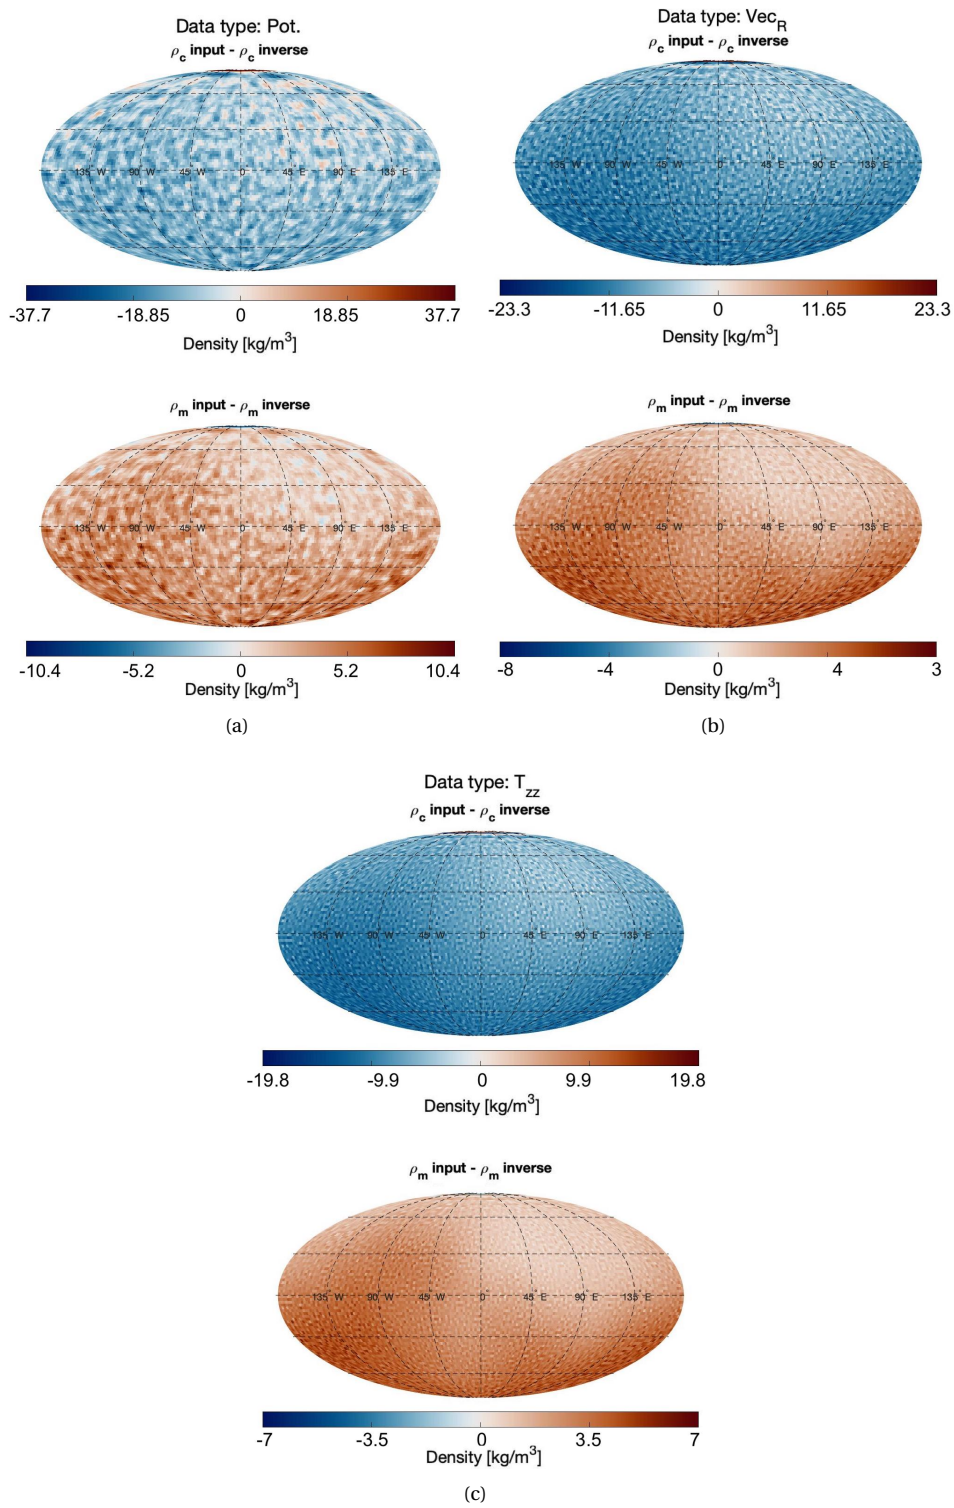 Data type: Pot.
ρc input - ρc inverse
135 W 90 W 45 W 0 45 E 90 E 135 E
-37.7 -18.85 0 18.85 37.7
Density [kg/m³]
ρm input - ρm inverse
135 W 90 W 45 W 0 45 E 90 E 135 E
-10.4 -5.2 0 5.2 10.4
Density [kg/m³]
(a)
Data type: VecR
ρc input - ρc inverse
135 W 90 W 45 W 0 45 E 90 E 135 E
-23.3 -11.65 0 11.65 23.3
Density [kg/m³]
ρm input - ρm inverse
135 W 90 W 45 W 0 45 E 90 E 135 E
-8 -4 0 4 3
Density [kg/m³]
(b)
Data type: Tzz
ρc input - ρc inverse
135 W 90 W 45 W 0 45 E 90 E 135 E
-19.8 -9.9 0 9.9 19.8
Density [kg/m³]
ρm input - ρm inverse
135 W 90 W 45 W 0 45 E 90 E 135 E
-7 -3.5 0 3.5 7
Density [kg/m³]
(c)